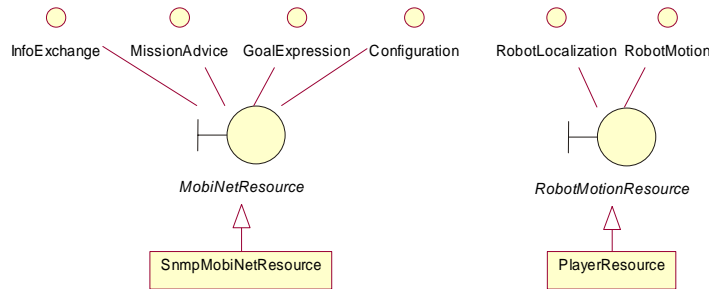 InfoExchange MissionAdvice GoalExpression Configuration RobotLocalization RobotMotion
MobiNetResource RobotMotionResource
SnmpMobiNetResource PlayerResource